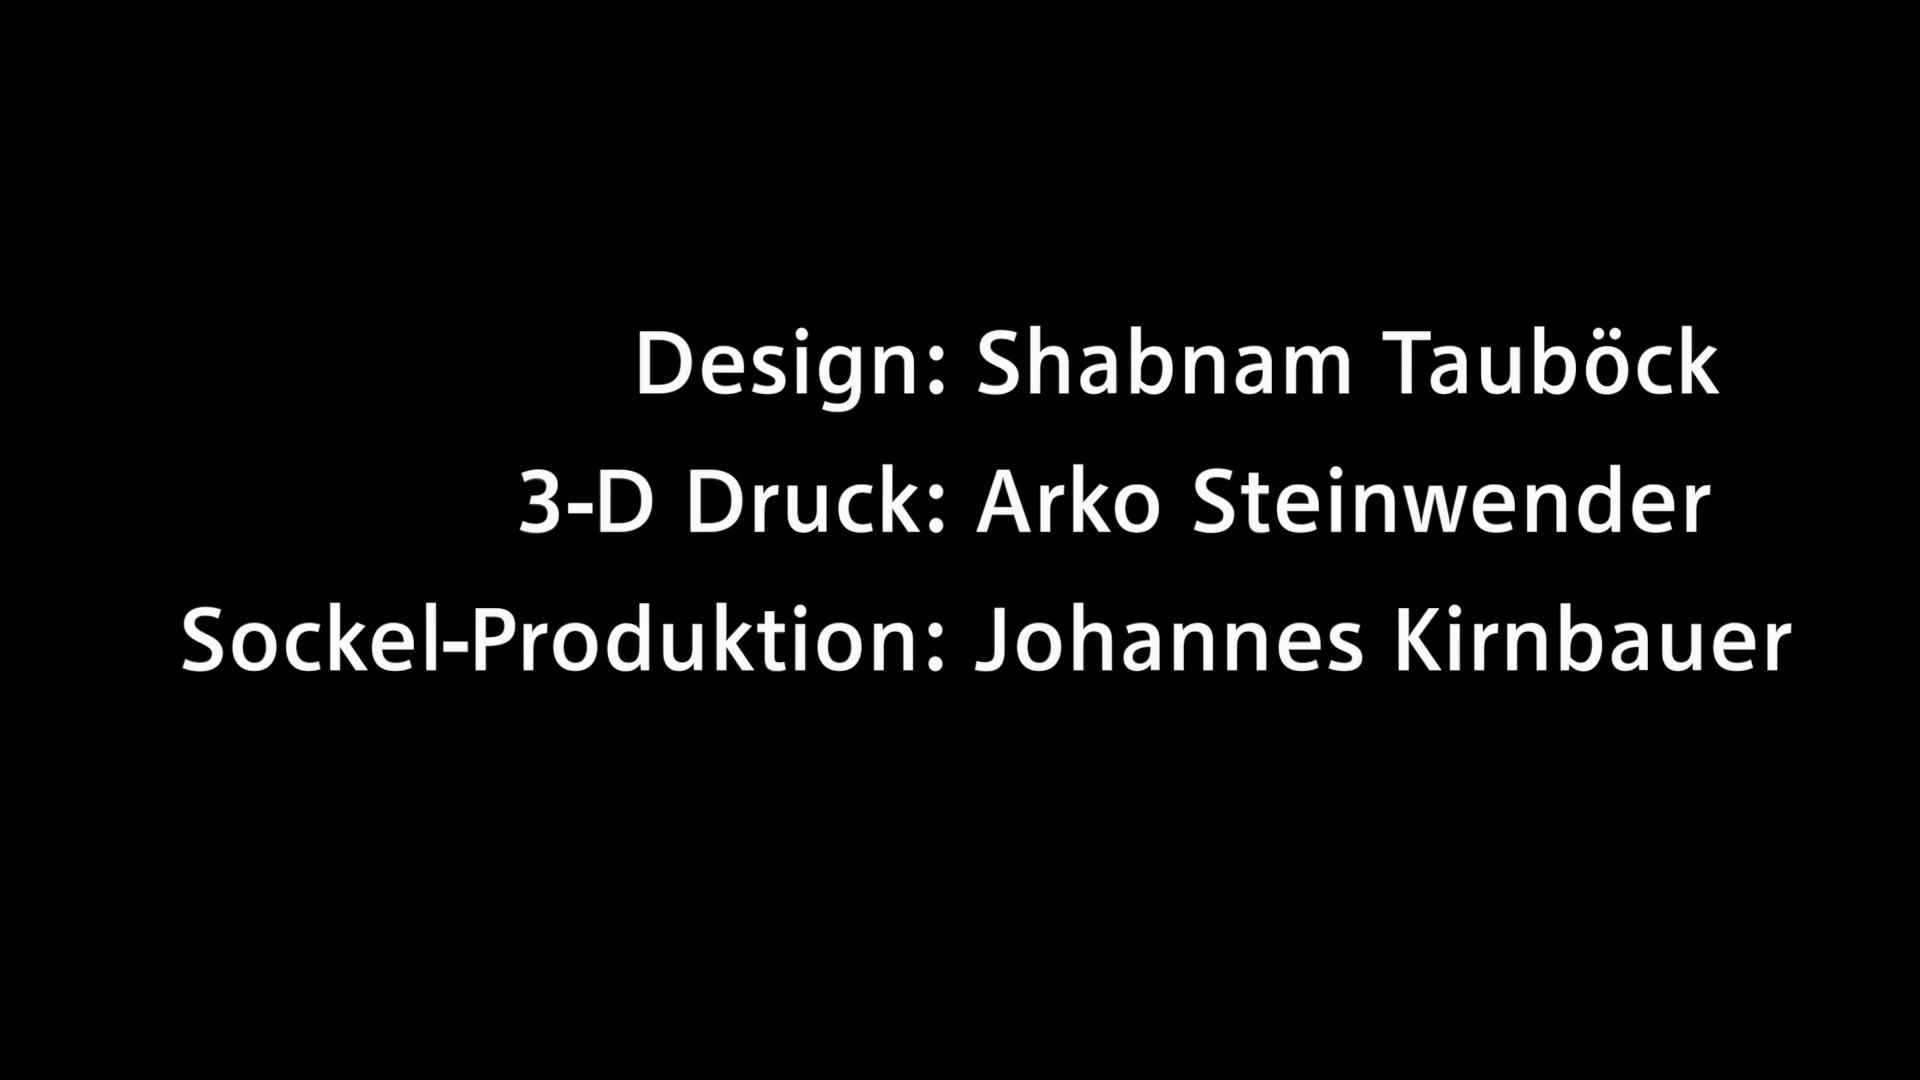 Design: Shabnam Tauböck
3-D Druck: Arko Steinwender
Sockel-Produktion: Johannes Kirnbauer